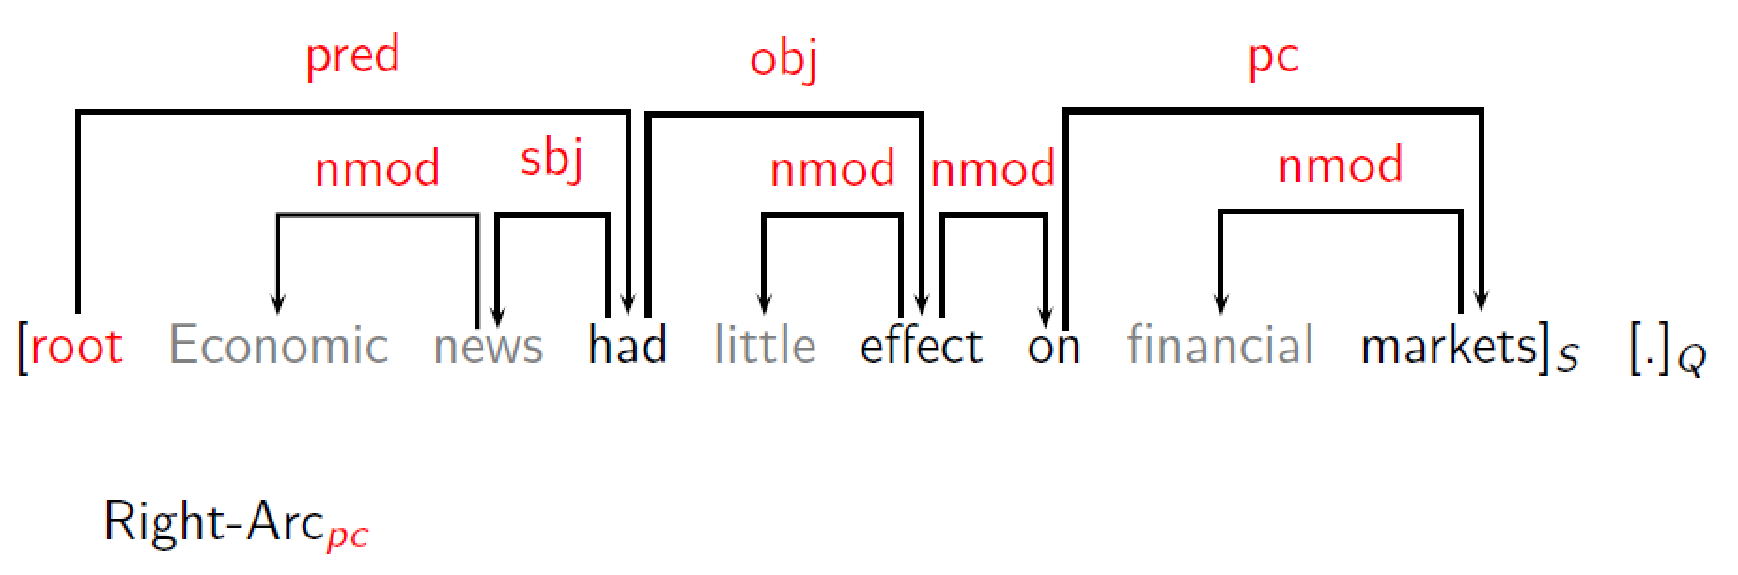 pred obj pc
nmod sbj nmod nmod nmod
[root Economic news had little effect on financial markets]S [.]Q
Right-Arcpc